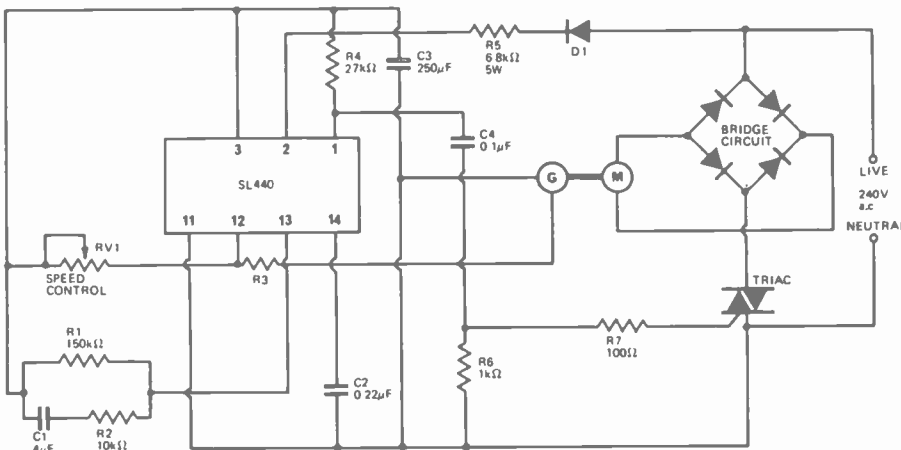 R4
27kΩ
C3
250µF
R5
6.8kΩ
5W
D1
C4
0.1µF
BRIDGE
CIRCUIT
3
2
1
SL440
G
M
LIVE
240V
a.c
NEUTRAL
11
12
13
14
RV1
SPEED
CONTROL
R3
TRIAC
R1
150kΩ
R7
100Ω
R6
1kΩ
C2
0.22µF
C1
4µF
R2
10kΩ